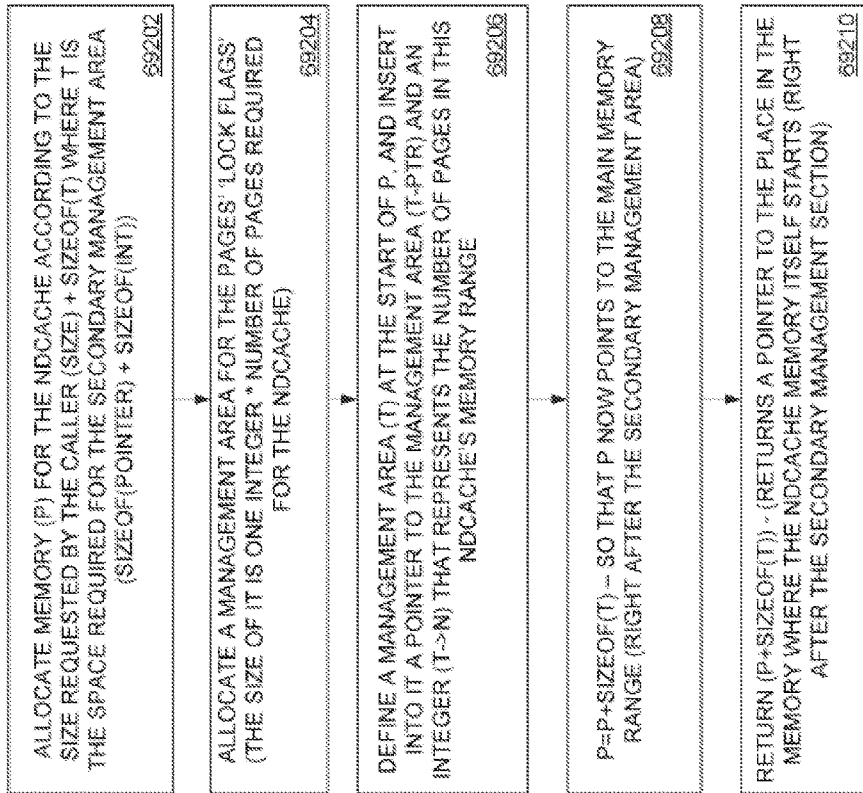 ALLOCATE MEMORY (P) FOR THE NDCACHE ACCORDING TO THE
SIZE REQUESTED BY THE CALLER (SIZE) + SIZEOF(T) WHERE T IS
THE SPACE REQUIRED FOR THE SECONDARY MANAGEMENT AREA
(SIZEOF(POINTER) + SIZEOF(INT))
69202
ALLOCATE A MANAGEMENT AREA FOR THE PAGES' 'LOCK FLAGS'
(THE SIZE OF IT IS ONE INTEGER * NUMBER OF PAGES REQUIRED
FOR THE NDCACHE)
69204
DEFINE A MANAGEMENT AREA (T) AT THE START OF P, AND INSERT
INTO IT A POINTER TO THE MANAGEMENT AREA (T-PTR) AND AN
INTEGER (T->N) THAT REPRESENTS THE NUMBER OF PAGES IN THIS
NDCACHE'S MEMORY RANGE
69206
P=P+SIZEOF(T) – SO THAT P NOW POINTS TO THE MAIN MEMORY
RANGE (RIGHT AFTER THE SECONDARY MANAGEMENT AREA)
69208
RETURN (P+SIZEOF(T)) - (RETURNS A POINTER TO THE PLACE IN THE
MEMORY WHERE THE NDCACHE MEMORY ITSELF STARTS (RIGHT
AFTER THE SECONDARY MANAGEMENT SECTION)
69210